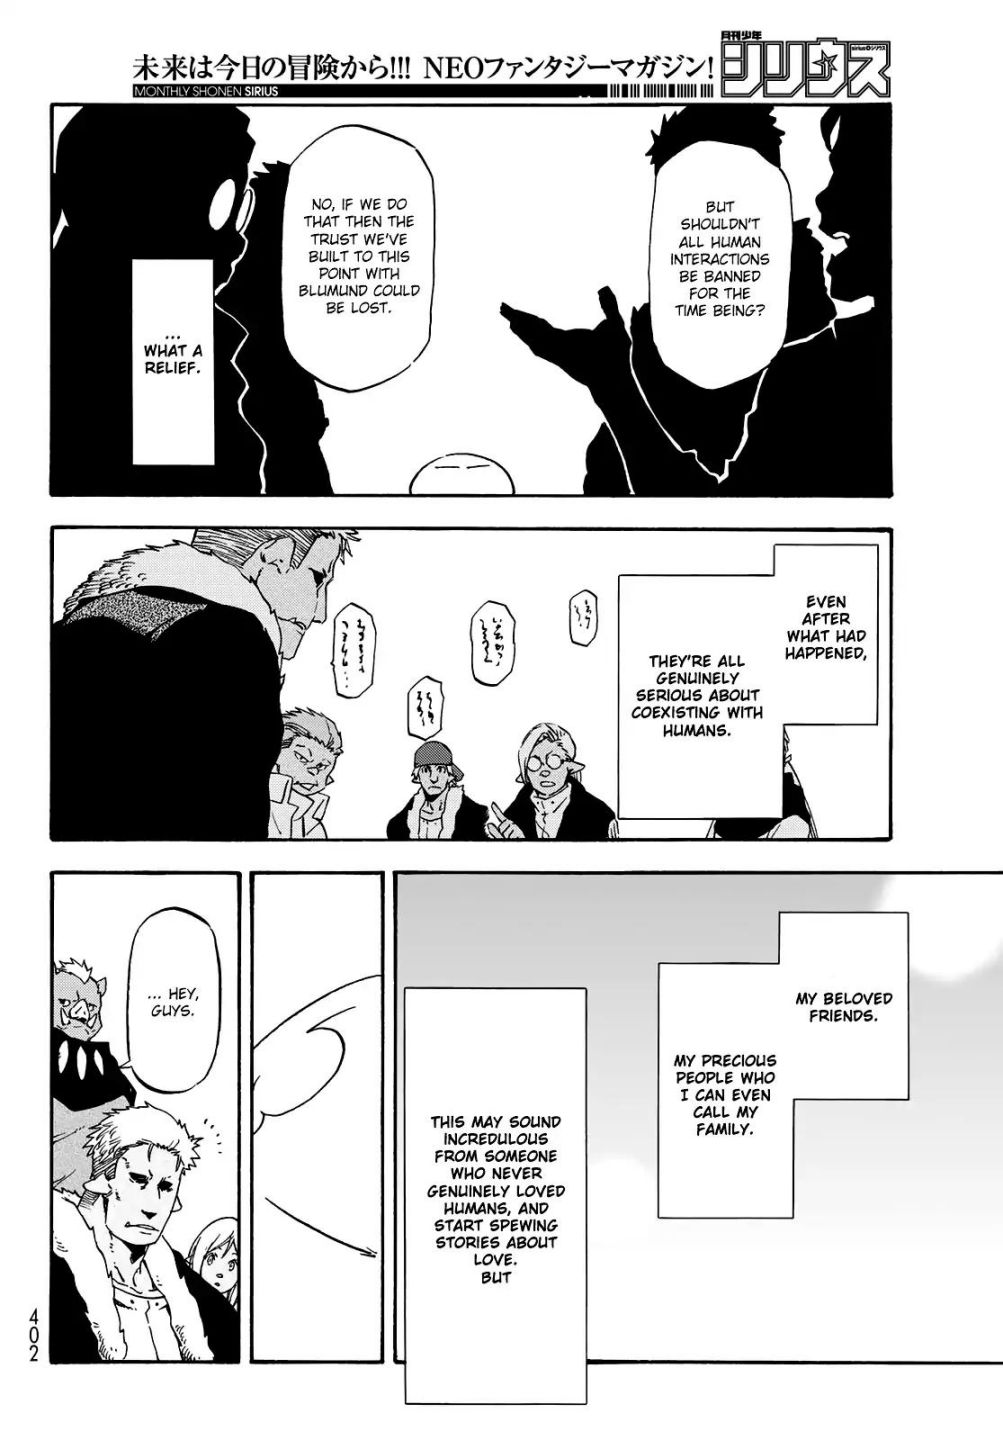 月刊少年
シリウス
sirius●シリウス
未来は今日の冒険から!!! NEOファンタジーマガジン!
MONTHLY SHONEN SIRIUS
BUT
SHOULDN'T
ALL HUMAN
INTERACTIONS
BE BANNED
FOR THE
TIME BEING?
NO, IF WE DO
THAT THEN THE
TRUST WE'VE
BUILT TO THIS
POINT WITH
BLUMUND COULD
BE LOST.
...
WHAT A
RELIEF.
EVEN
AFTER
WHAT HAD
HAPPENED,
THEY'RE ALL
GENUINELY
SERIOUS ABOUT
COEXISTING WITH
HUMANS.
MY BELOVED
FRIENDS.
MY PRECIOUS
PEOPLE WHO
I CAN EVEN
CALL MY
FAMILY.
THIS MAY SOUND
INCREDULOUS
FROM SOMEONE
WHO NEVER
GENUINELY LOVED
HUMANS, AND
START SPEWING
STORIES ABOUT
LOVE.
BUT
... HEY,
GUYS.
402